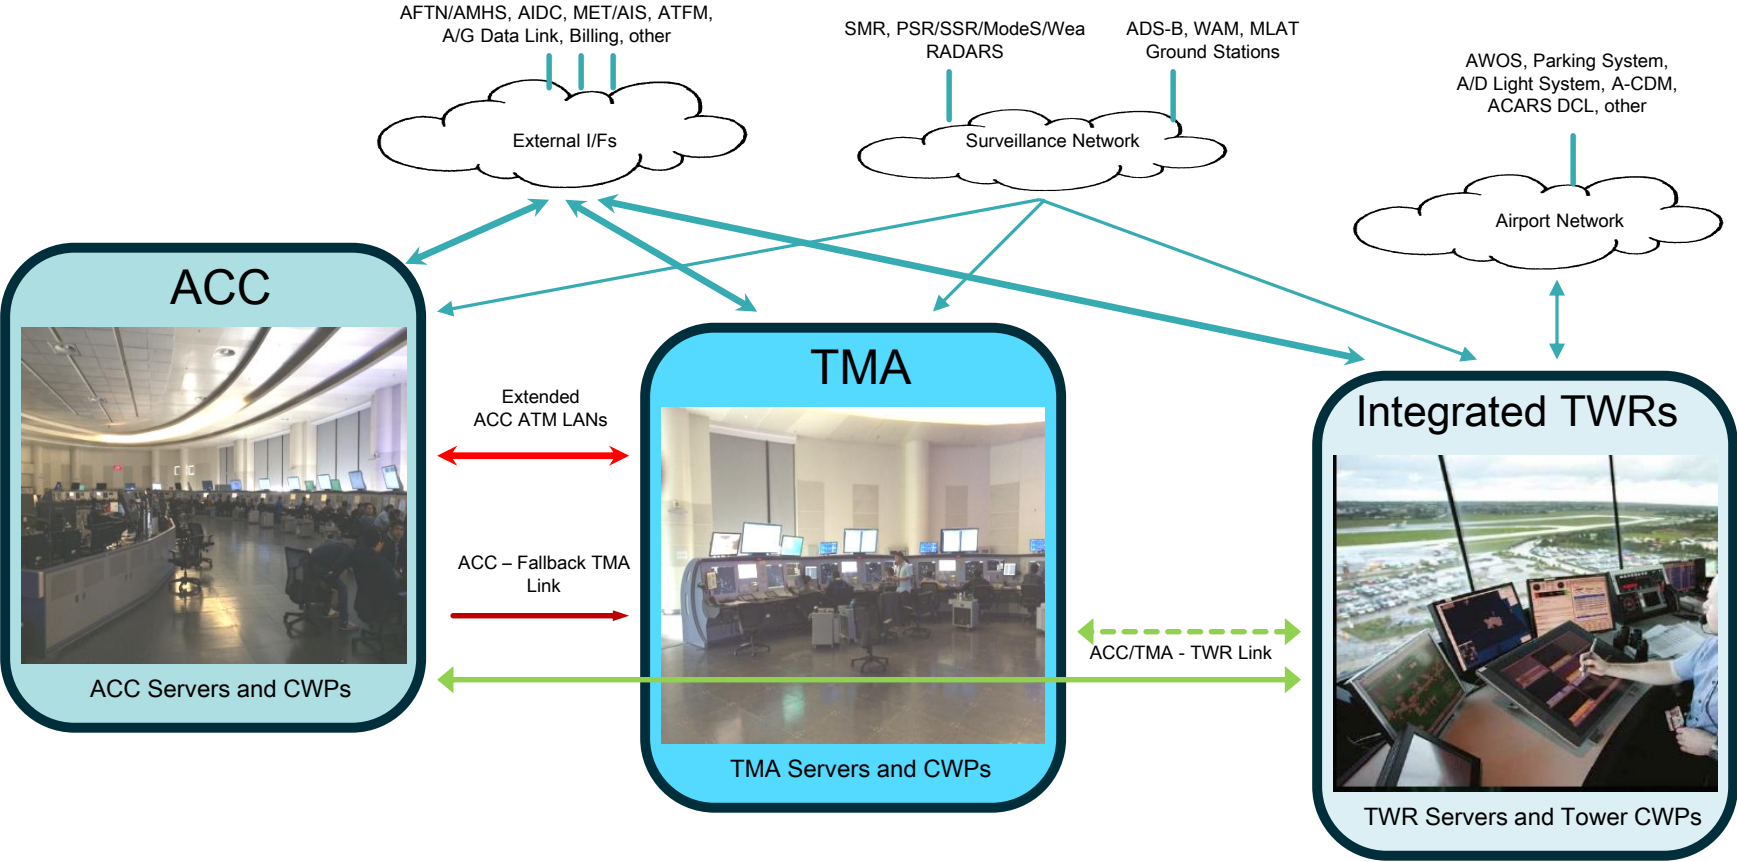 AFTN/AMHS, AIDC, MET/AIS, ATFM,
A/G Data Link, Billing, other
SMR, PSR/SSR/ModeS/Wea
RADARS
ADS-B, WAM, MLAT
Ground Stations
AWOS, Parking System,
A/D Light System, A-CDM,
ACARS DCL, other
External I/Fs
Surveillance Network
Airport Network
ACC
TMA
Integrated TWRs
Extended
ACC ATM LANs
ACC – Fallback TMA
Link
ACC/TMA - TWR Link
ACC Servers and CWPs
TMA Servers and CWPs
TWR Servers and Tower CWPs